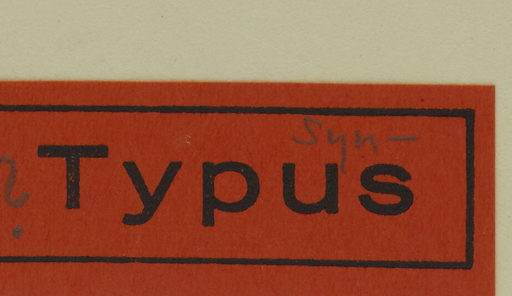 Syn-
? Typus